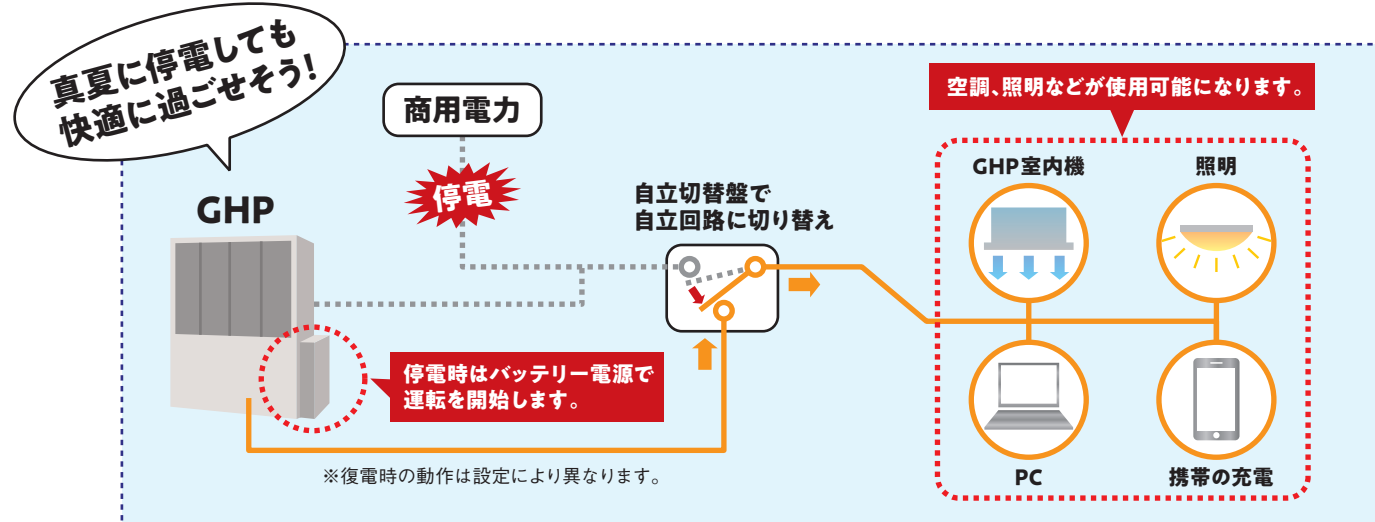 真夏に停電しても
快適に過ごせそう!
商用電力
停電
GHP
自立切替盤で
自立回路に切り替え
空調、照明などが使用可能になります。
GHP室内機
照明
停電時はバッテリー電源で
運転を開始します。
PC
携帯の充電
※復電時の動作は設定により異なります。